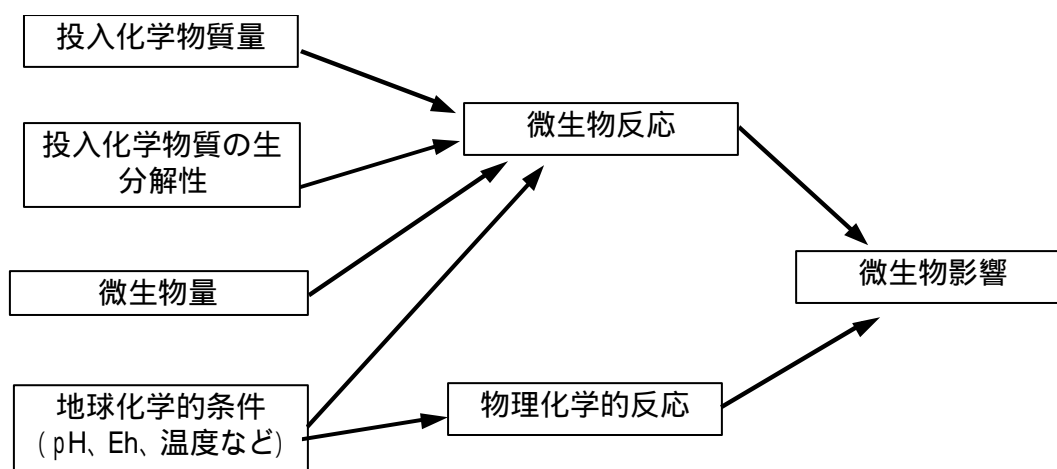 投入化学物質量
投入化学物質の生
分解性
微生物量
地球化学的条件
(pH、Eh、温度など)
微生物反応
物理化学的反応
微生物影響